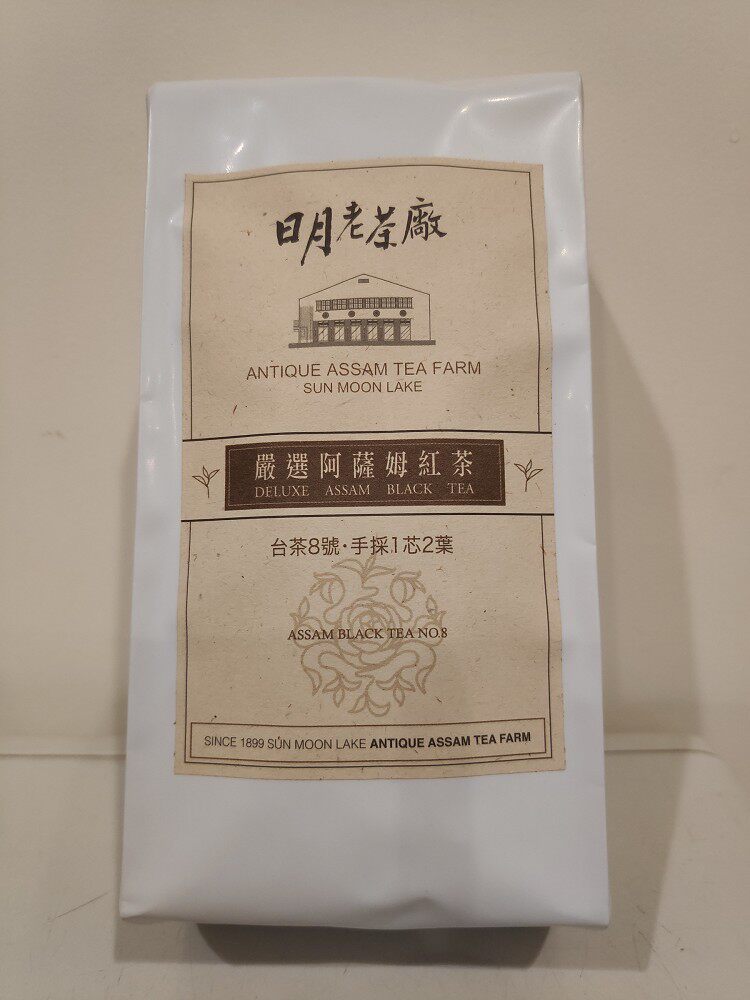 日月老茶廠
ANTIQUE ASSAM TEA FARM
SUN MOON LAKE
嚴選阿薩姆紅茶
DELUXE ASSAM BLACK TEA
台茶8號·手採1芯2葉
ASSAM BLACK TEA NO.8
SINCE 1899 SUN MOON LAKE ANTIQUE ASSAM TEA FARM